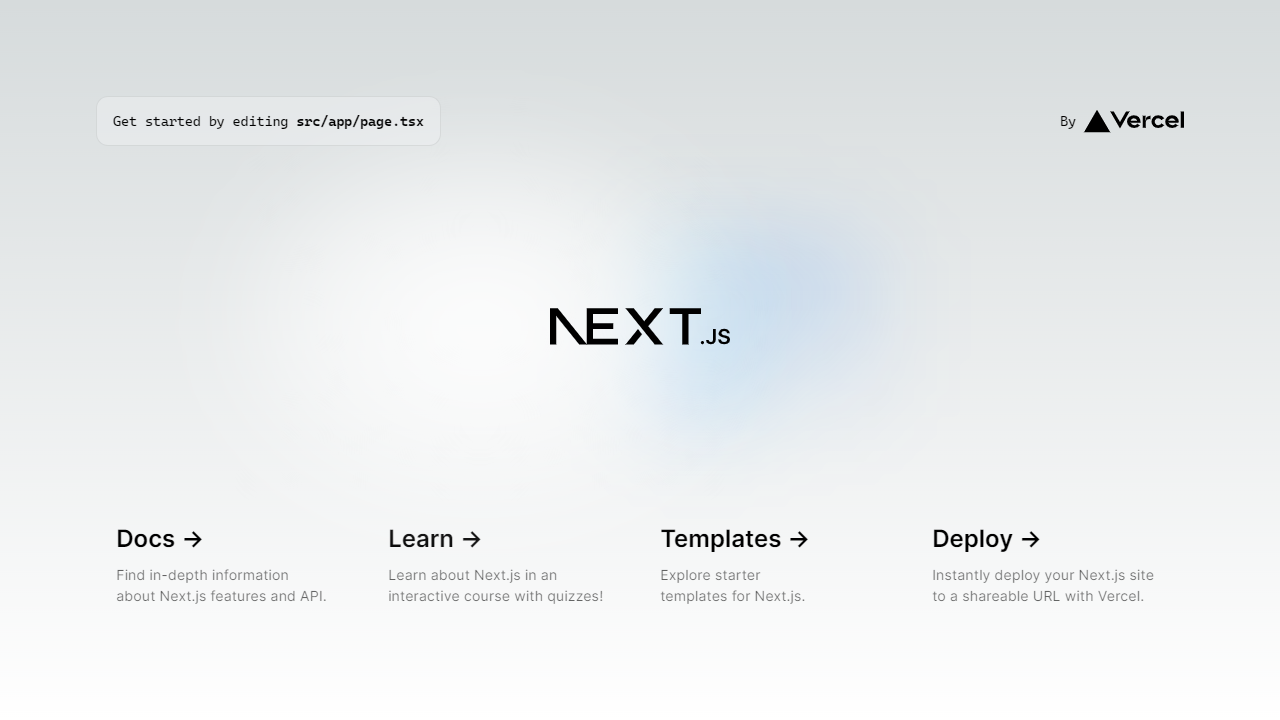 Get started by editing src/app/page.tsx
By Vercel
NEXT.JS
Docs →
Find in-depth information
about Next.js features and API.
Learn →
Learn about Next.js in an
interactive course with quizzes!
Templates →
Explore starter
templates for Next.js.
Deploy →
Instantly deploy your Next.js site
to a shareable URL with Vercel.